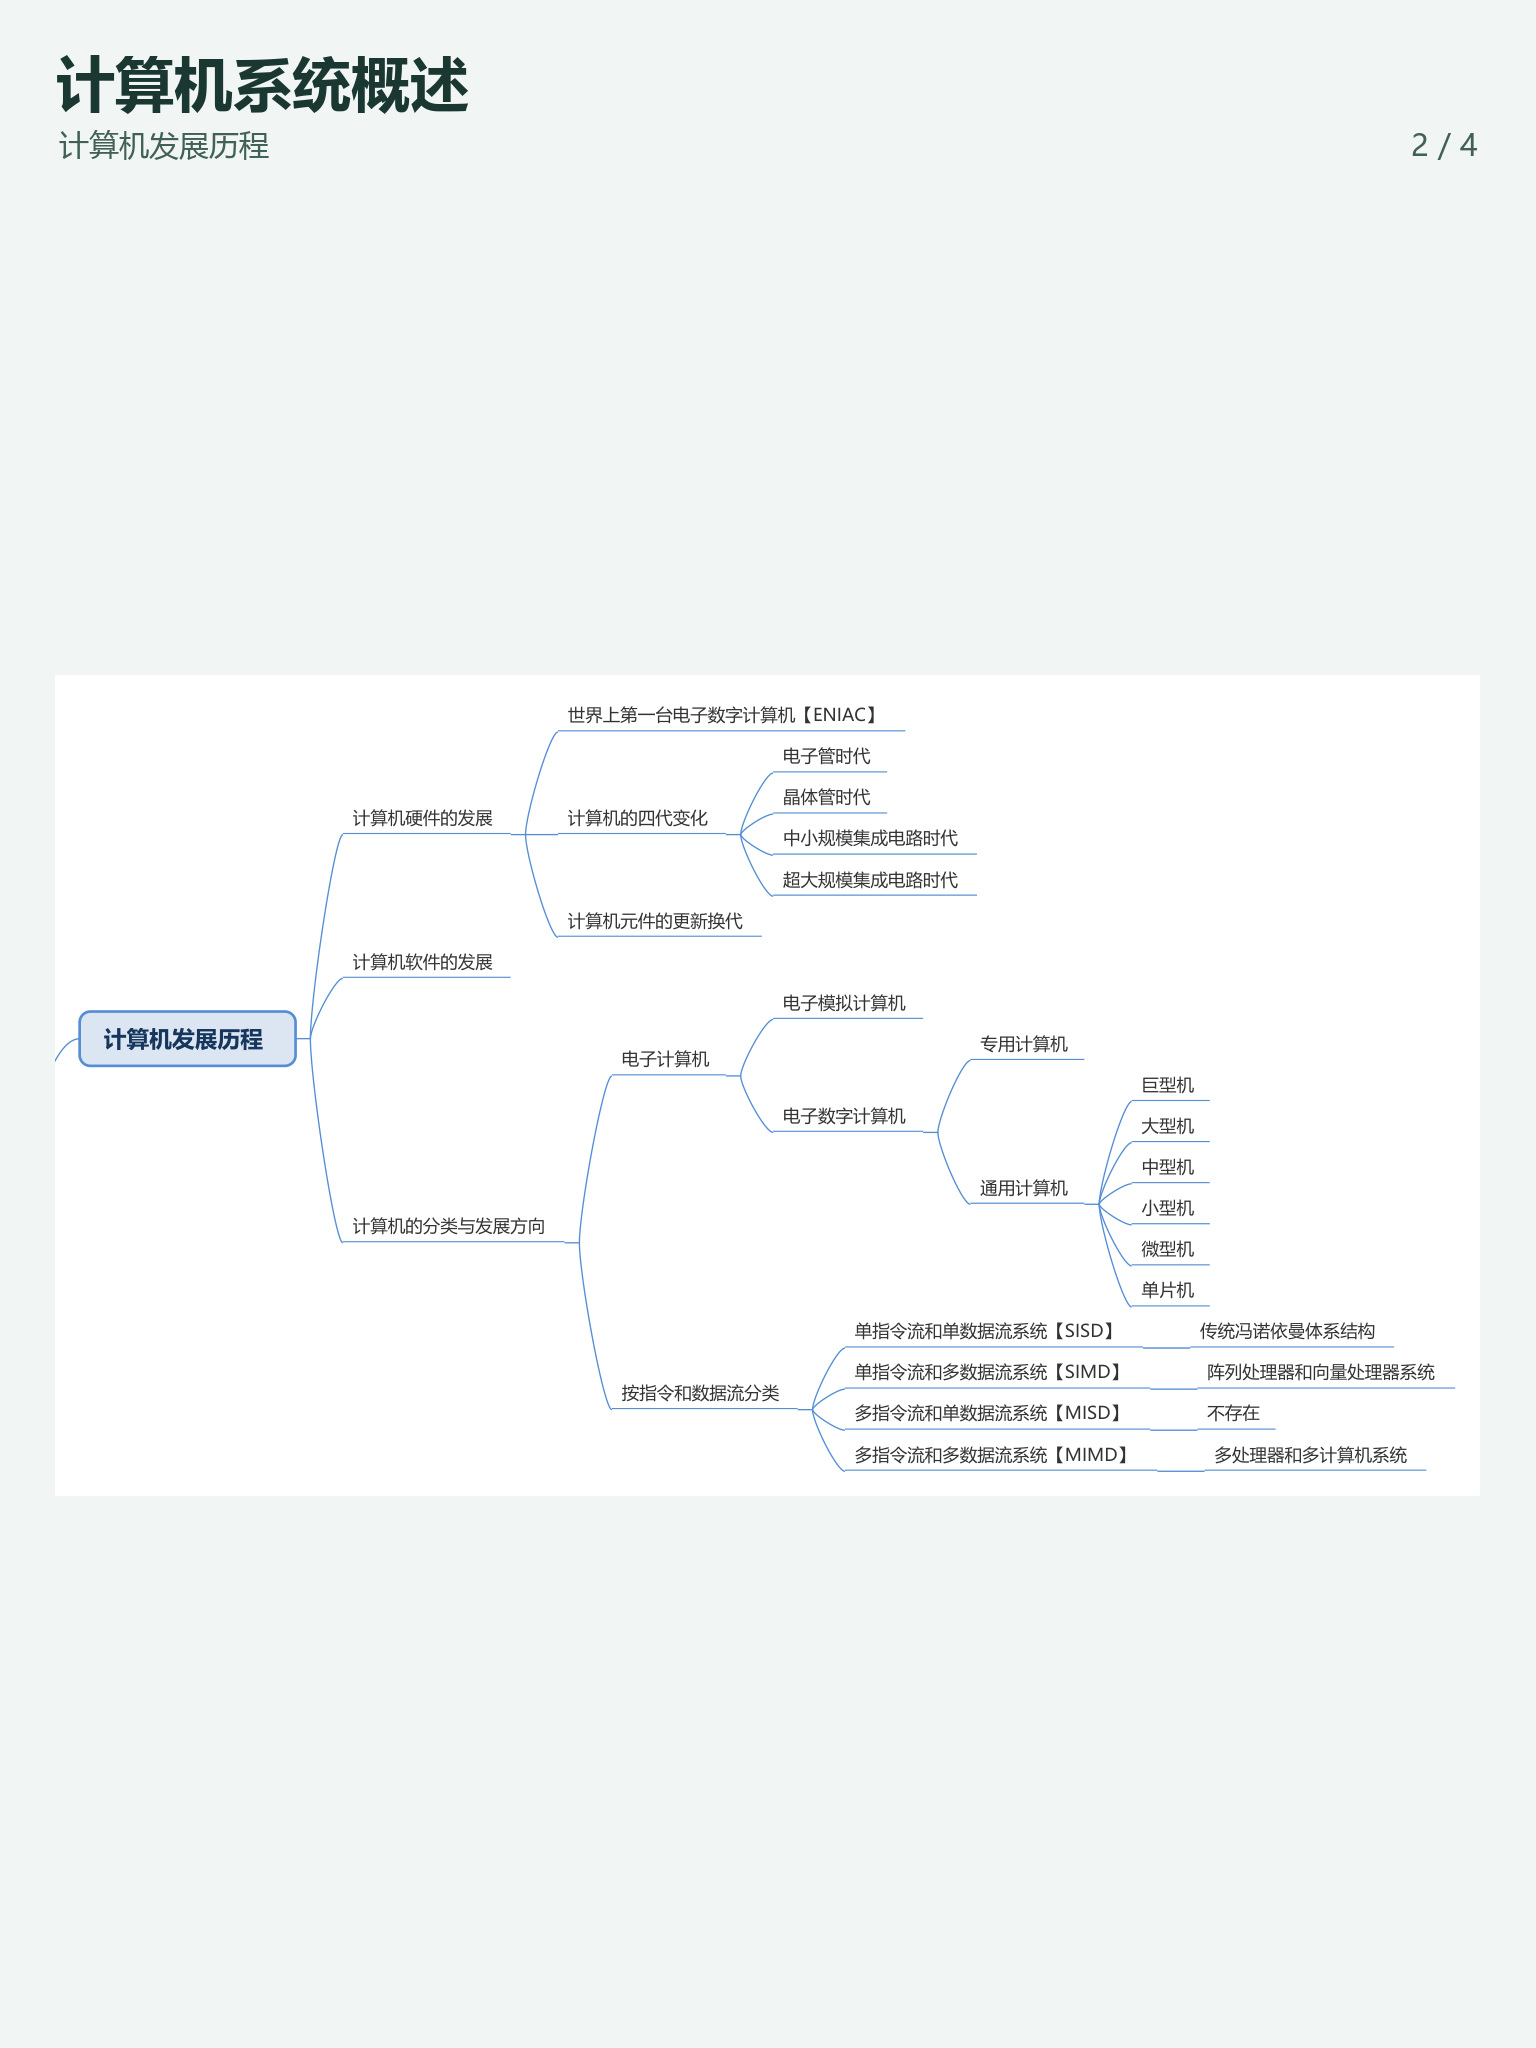 计算机系统概述
计算机发展历程
2 / 4
世界上第一台电子数字计算机【ENIAC】
电子管时代
晶体管时代
计算机硬件的发展
计算机的四代变化
中小规模集成电路时代
超大规模集成电路时代
计算机元件的更新换代
计算机软件的发展
电子模拟计算机
计算机发展历程
专用计算机
电子计算机
巨型机
电子数字计算机
大型机
中型机
通用计算机
小型机
计算机的分类与发展方向
微型机
单片机
单指令流和单数据流系统【SISD】
传统冯诺依曼体系结构
单指令流和多数据流系统【SIMD】
阵列处理器和向量处理器系统
按指令和数据流分类
多指令流和单数据流系统【MISD】
不存在
多指令流和多数据流系统【MIMD】
多处理器和多计算机系统